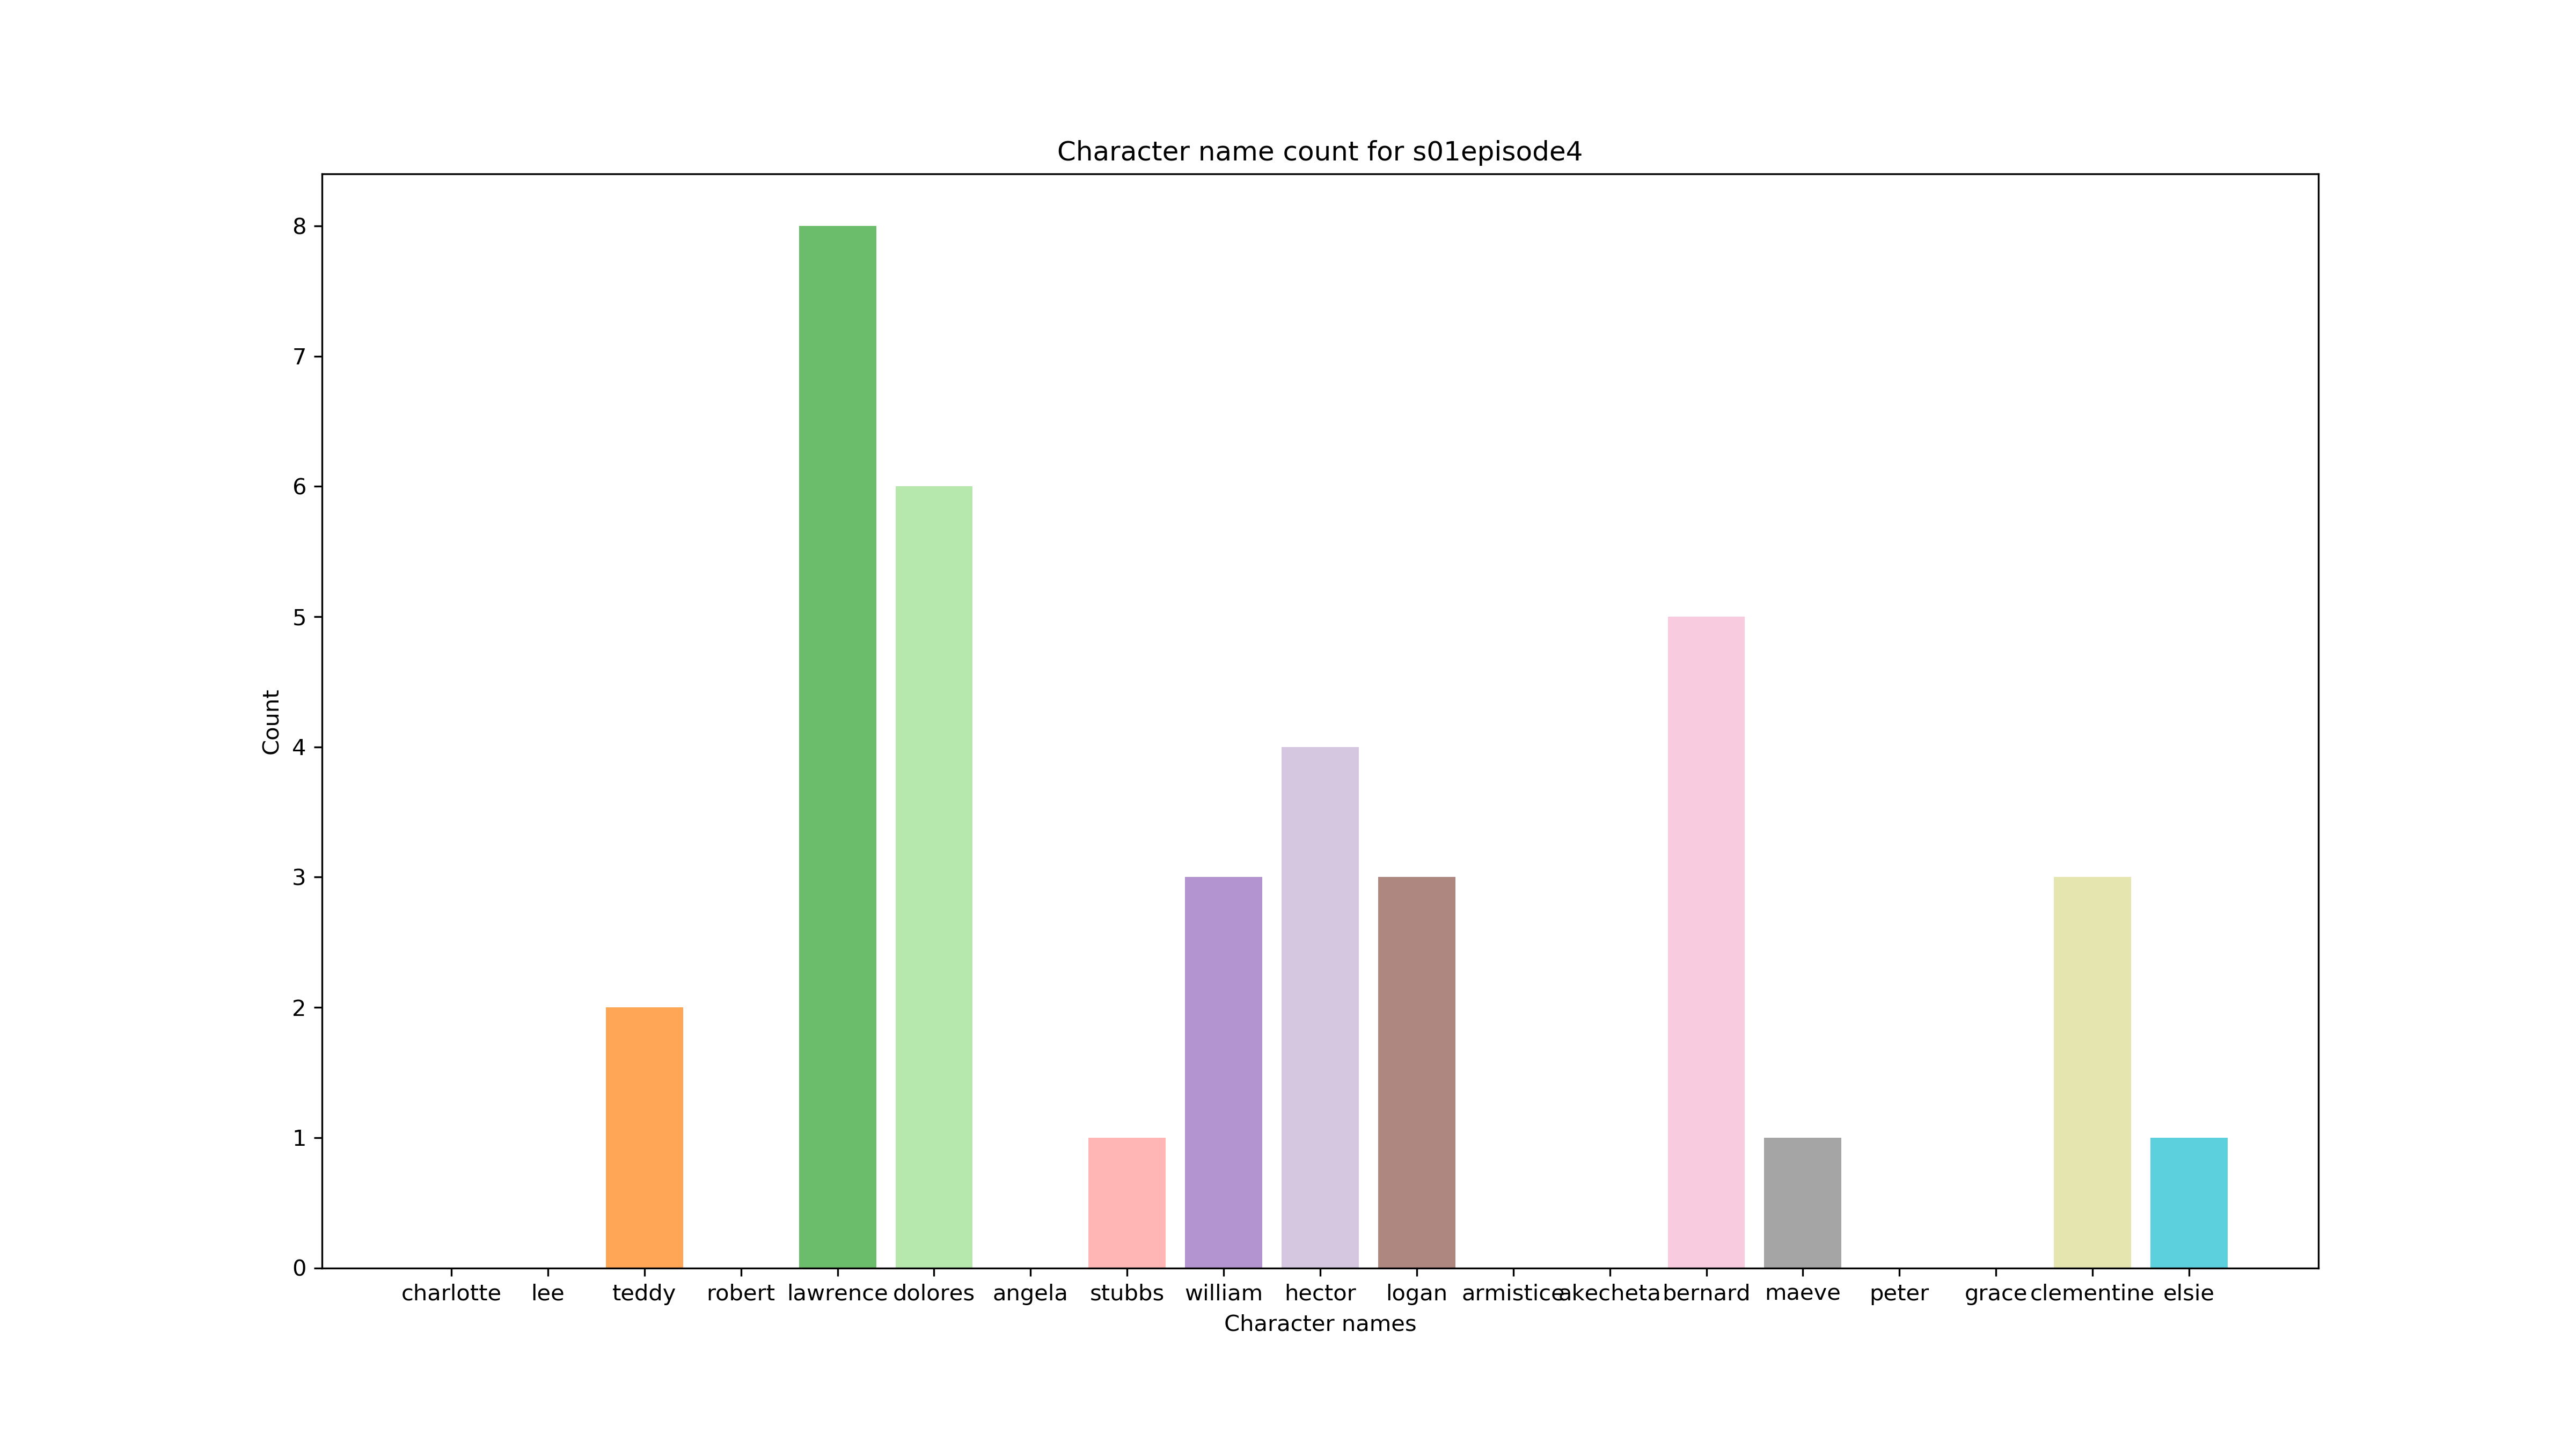 Character name count for s01episode4
8
7
6
5
4
3
2
1
0
Count
charlotte lee teddy robert lawrence dolores angela stubbs william hector logan armistice akecheta bernard maeve peter grace clementine elsie
Character names